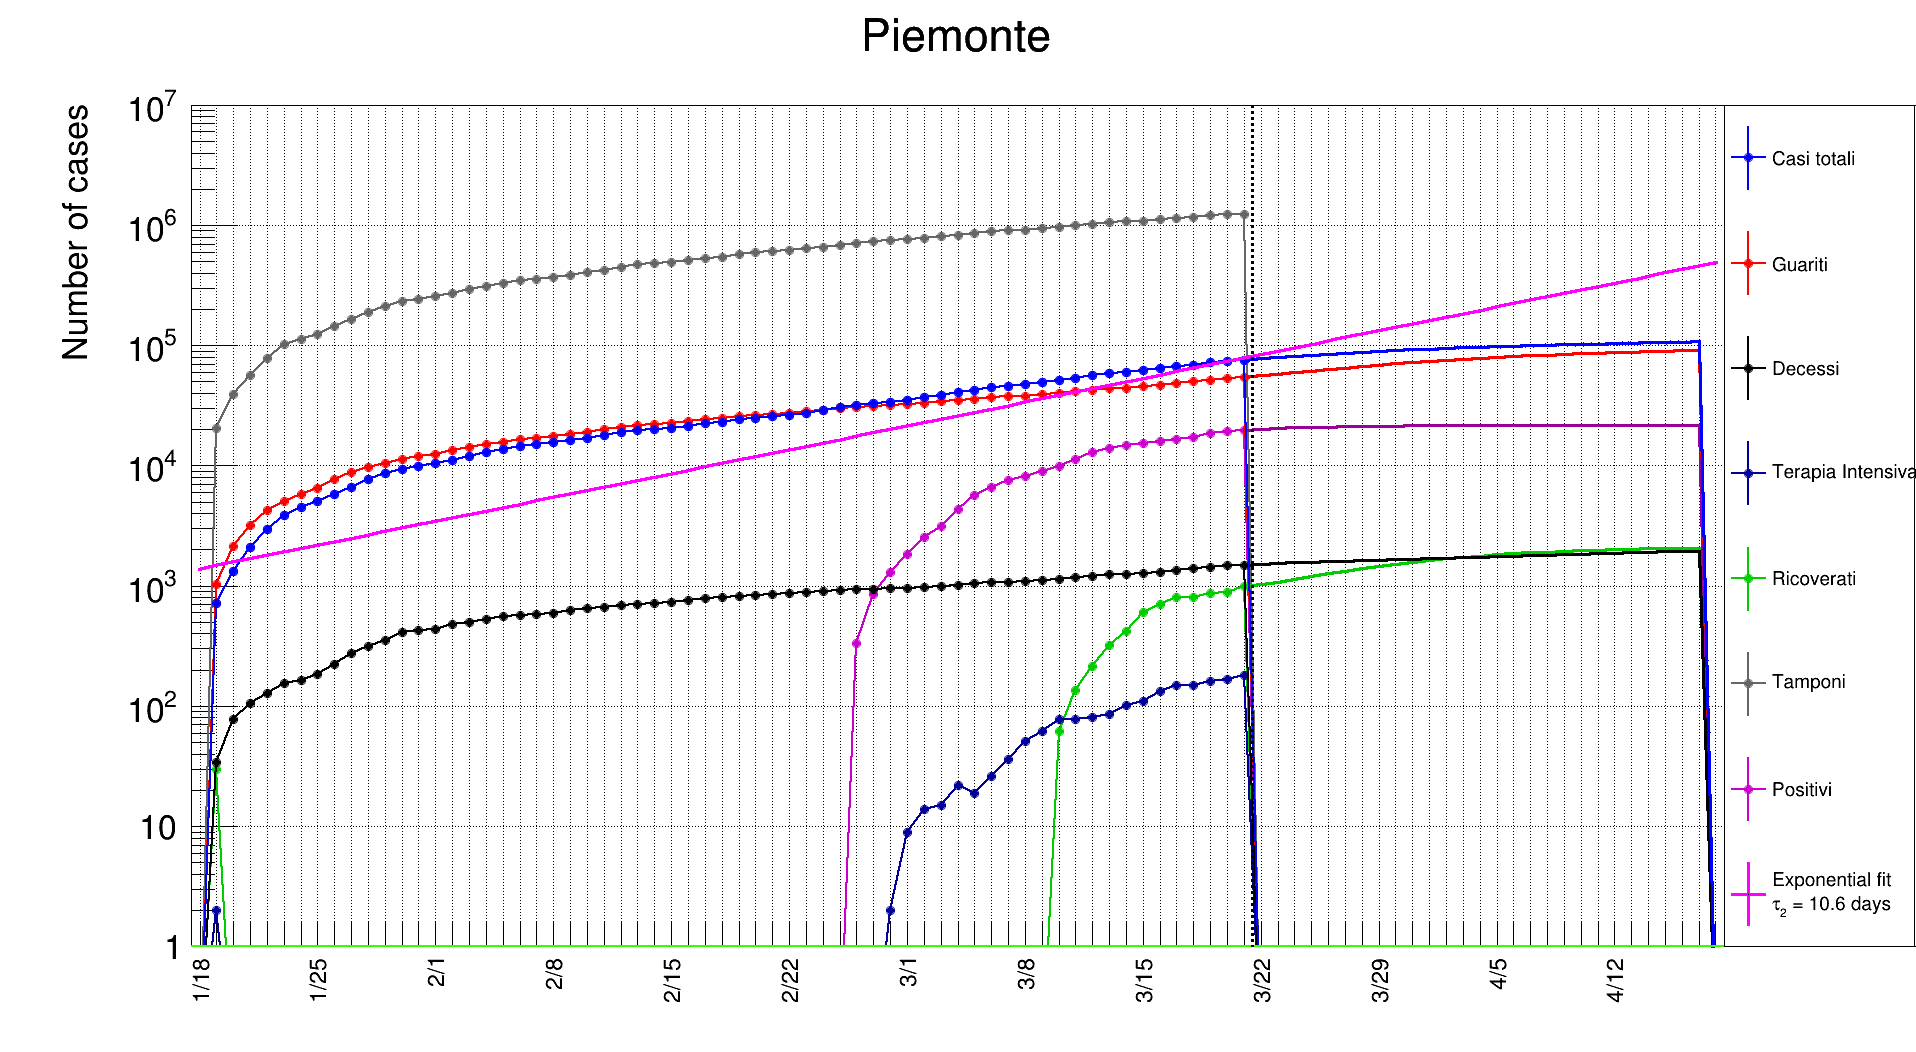 Piemonte
Number of cases
10^7
10^6
10^5
10^4
10^3
10^2
10
1
1/18
1/25
2/1
2/8
2/15
2/22
3/1
3/8
3/15
3/22
3/29
4/5
4/12
Casi totali
Guariti
Decessi
Terapia Intensiva
Ricoverati
Tamponi
Positivi
Exponential fit
τ₂ = 10.6 days